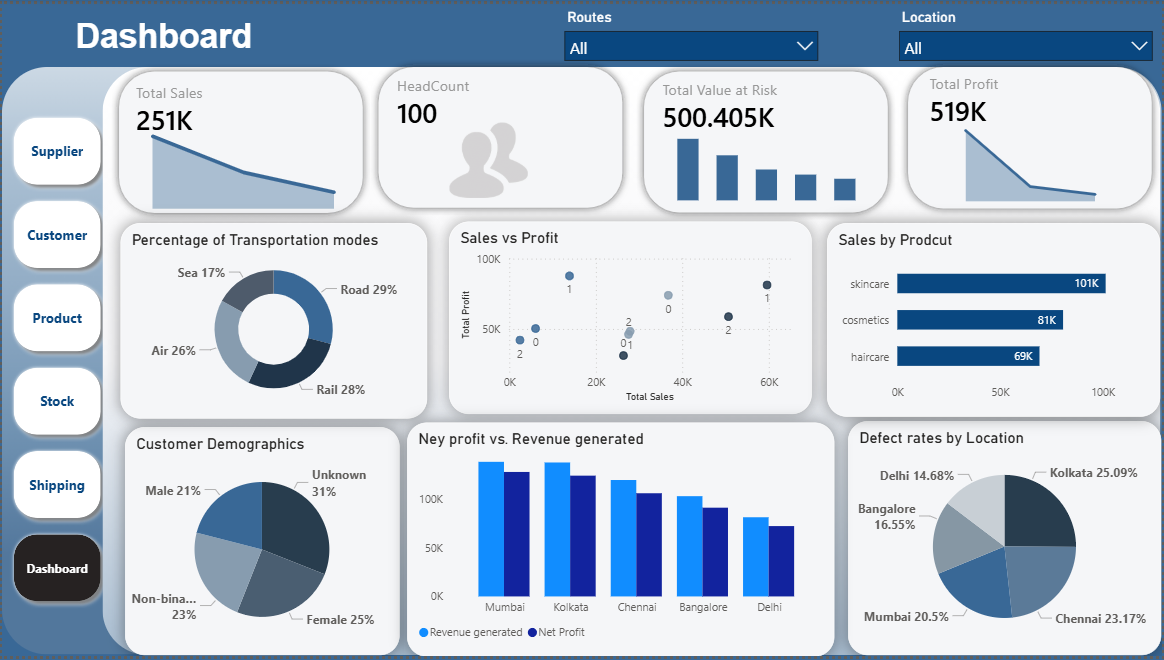 Dashboard
Routes
All
Location
All
Supplier
Customer
Product
Stock
Shipping
Dashboard
Total Sales
251K
HeadCount
100
Total Value at Risk
500.405K
Total Profit
519K
Percentage of Transportation modes
Sea 17%
Road 29%
Air 26%
Rail 28%
Sales vs Profit
Total Profit
100K
50K
1
0
2
0
2
0
1
2
1
0K
20K
40K
60K
Total Sales
Sales by Prodcut
skincare
101K
cosmetics
81K
haircare
69K
0K
50K
100K
Customer Demographics
Unknown
31%
Male 21%
Non-bina...
23%
Female 25%
Ney profit vs. Revenue generated
100K
50K
0K
Mumbai
Kolkata
Chennai
Bangalore
Delhi
Revenue generated
Net Profit
Defect rates by Location
Delhi 14.68%
Kolkata 25.09%
Bangalore
16.55%
Mumbai 20.5%
Chennai 23.17%